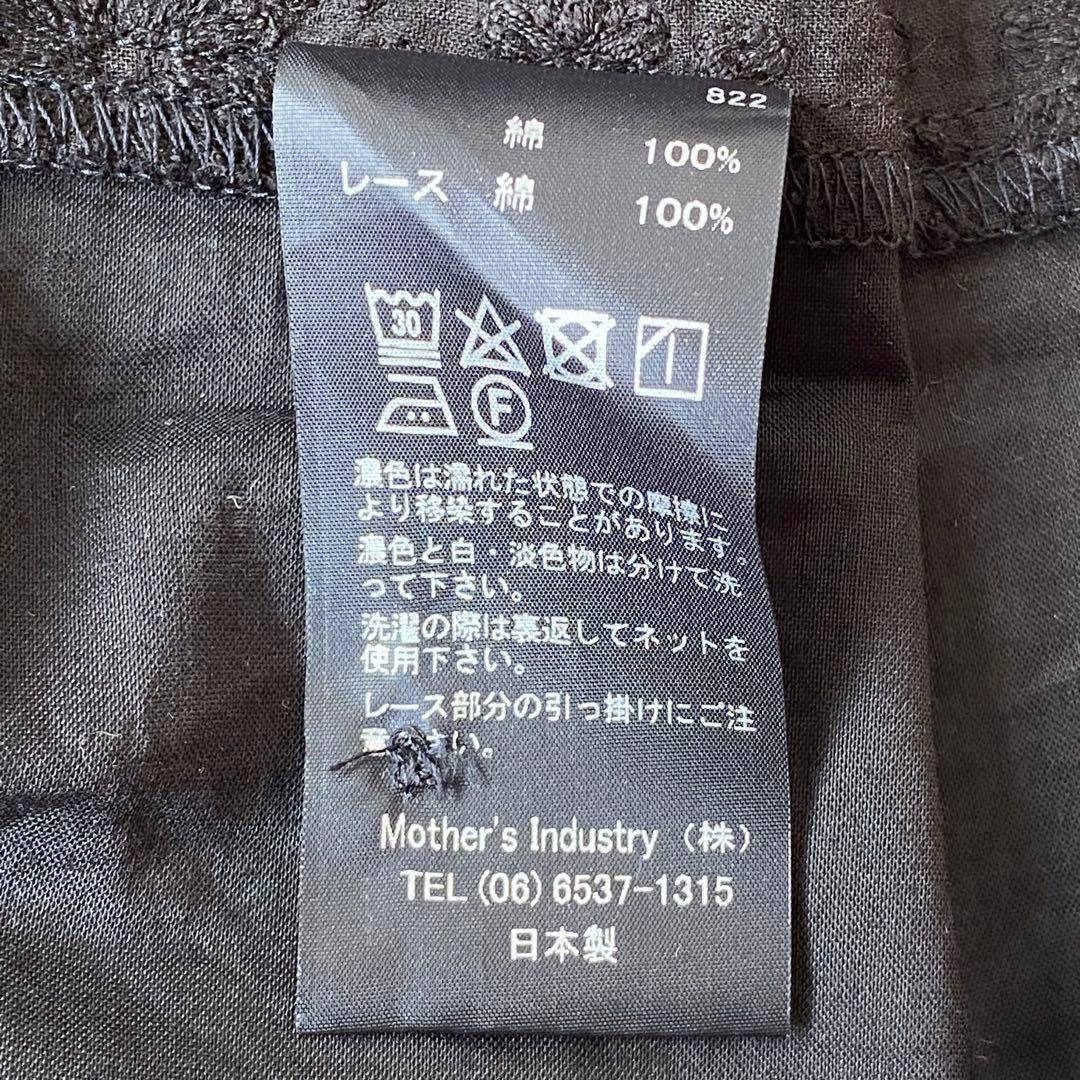 822
綿 100%
レース 綿 100%
30
F
濃色は濡れた状態での摩擦に
より移染することがあります。
濃色と白・淡色物は分けて洗
って下さい。
洗濯の際は裏返してネットを
使用下さい。
レース部分の引っ掛けにご注
さい。
Mother's Industry (株)
TEL (06) 6537-1315
日本製